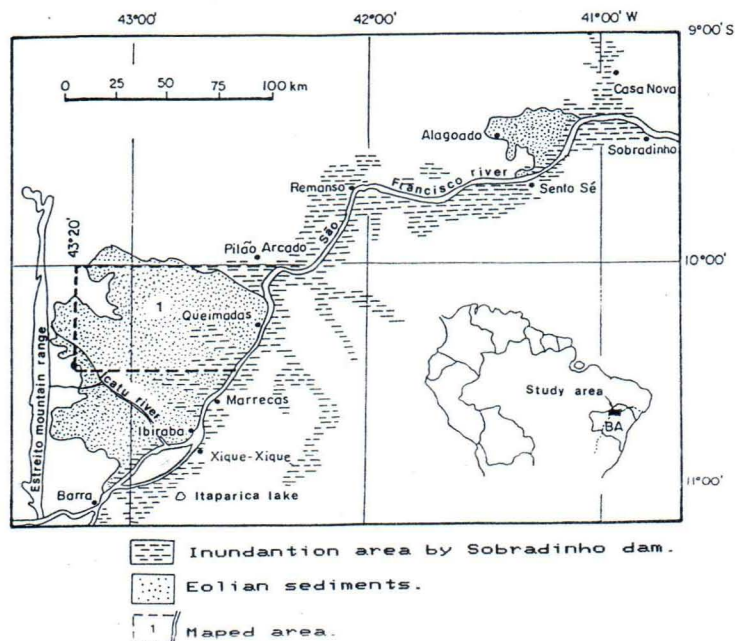 43°00' 42°00' 41°00' W
9°00' S
0 25 50 75 100 km
Casa Nova
Alagoado
Sobradinho
Remanso
São Francisco river
Sento Sé
43°20'
Pilão Arcado
10°00'
1
Queimadas
Estreito mountain range
Icatu river
Marrecas
Study area
BA
Ibiraba
Xique-Xique
Barra
Itaparica lake
11°00'
Inundantion area by Sobradinho dam.
Eolian sediments.
1 Maped area.